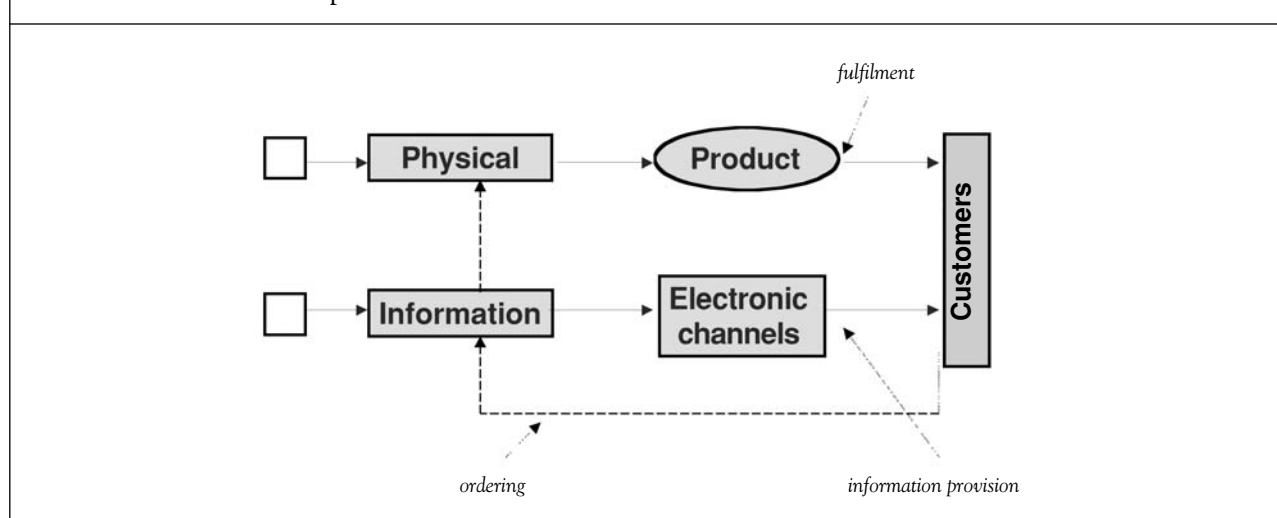 fulfilment
Physical
Product
Customers
Information
Electronic
channels
ordering
information provision